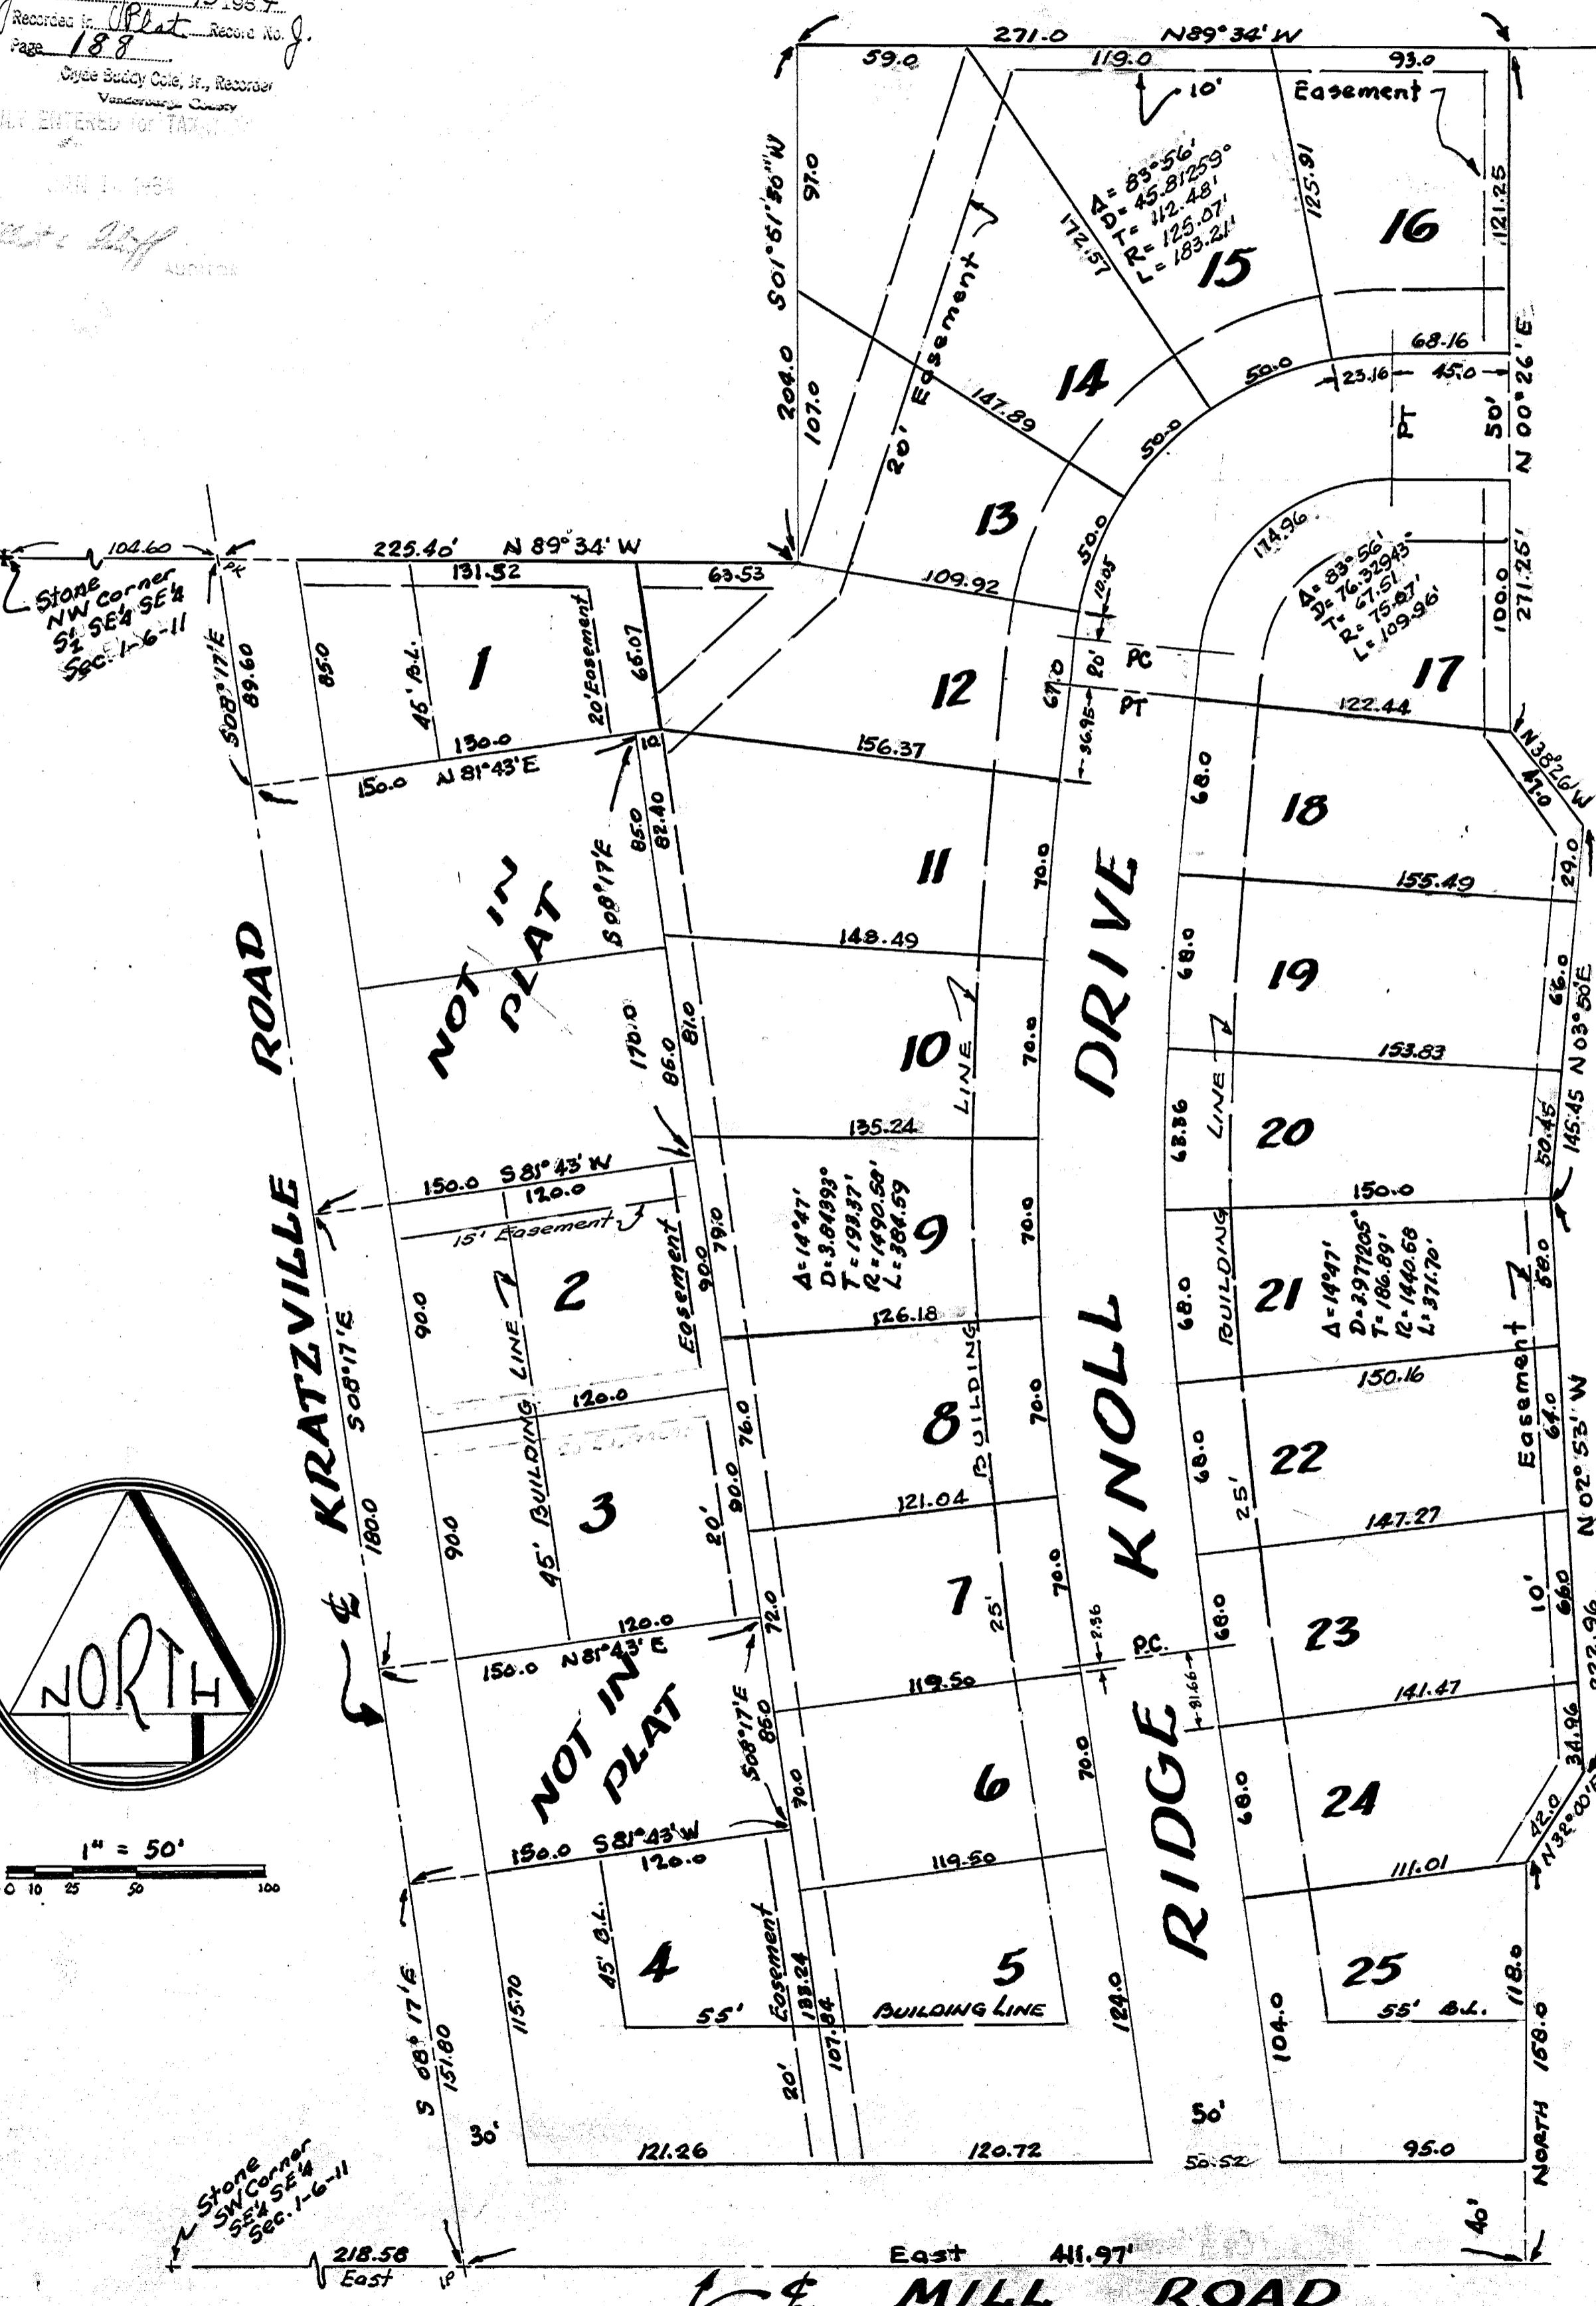 1984
Recorded in Plat Record No. J.
Page 188
Clyde Buddy Cole, Jr., Recorder
Vanderburgh County
ENTERED for TAX
AUDITOR
271.0 N89°34'W
59.0 119.0 93.0
10' Easement
S01°51'30"W
97.0
204.0
107.0
20' Easement
172.57
Δ= 83°56'
D= 45.81259°
T= 112.48'
R= 125.07'
L= 183.21'
125.91
121.25
16
15
14
147.89
13
50.0
50.0
50.0
68.16
23.16 45.0
PT
50'
N 00°26' E
104.60
PK
225.40' N 89°34' W
131.52 63.53
109.92
10.05
Stone
NW Corner
S½ SE¼ SE¼
Sec. 1-6-11
S08°17'E
89.60
85.0
45' B.L.
1
20' Easement
65.07
12
67.0
20'
PC
PT
36.95
174.96
Δ= 83°56'
D= 76.32943°
T= 67.51'
R= 75.07'
L= 109.96'
100.0
271.25'
17
122.44
N38°26'W
47.0
130.0
150.0 N 81°43'E
10
156.37
85.0
82.40
S08°17'E
NOT IN
PLAT
11
70.0
148.49
68.0
18
29.0
155.49
170.0
86.0
81.0
10
LINE
70.0
135.24
68.0
19
66.0
153.83
N 03°50'E
145.45
150.0 S81°43'W
120.0
15' Easement
Easement
90.0
79.0
2
90.0
Δ= 14°47'
D= 3.84393°
T= 193.37'
R= 1490.58'
L= 384.59
9
70.0
126.18
68.36
LINE
20
50.45
150.0
68.0
BUILDING
21
Δ= 14°47'
D= 3.977205°
T= 186.89'
R= 1440.58
L= 371.70'
58.0
Easement
150.16
KRATZVILLE ROAD
S08°17'E
180.0
45' BUILDING LINE
120.0
3
90.0
20'
90.0
76.0
8
BUILDING
70.0
121.04
68.0
25'
22
64.0
N02°53'W
147.27
120.0
150.0 N81°43'E
72.0
7
25'
70.0
2.36
P.C.
119.50
68.0
31.66
23
10'
66.0
141.47
NOT IN
PLAT
S08°17'E
85.0
70.0
6
70.0
119.50
68.0
24
34.96
42.0
111.01
NORTH
1" = 50'
0 10 25 50 100
150.0 S81°43'W
120.0
45' B.L.
4
115.70
S 08°17'E
151.80
55'
Easement
20'
107.84
5
BUILDING LINE
124.0
104.0
25
55' B.L.
118.0
NORTH 158.0
RIDGE KNOLL DRIVE
30'
121.26
120.72
50'
50.52
95.0
40'
Stone
SW Corner
SE¼ SE¼
Sec. 1-6-11
218.58
East
IP
East 411.97'
MILL ROAD